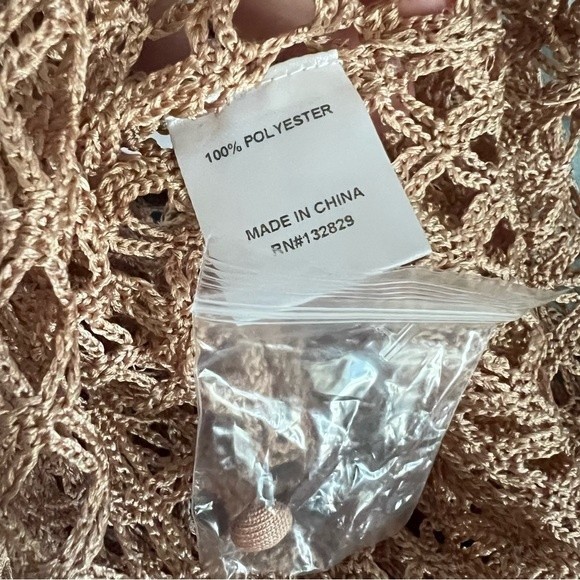 100% POLYESTER
MADE IN CHINA
RN#132829